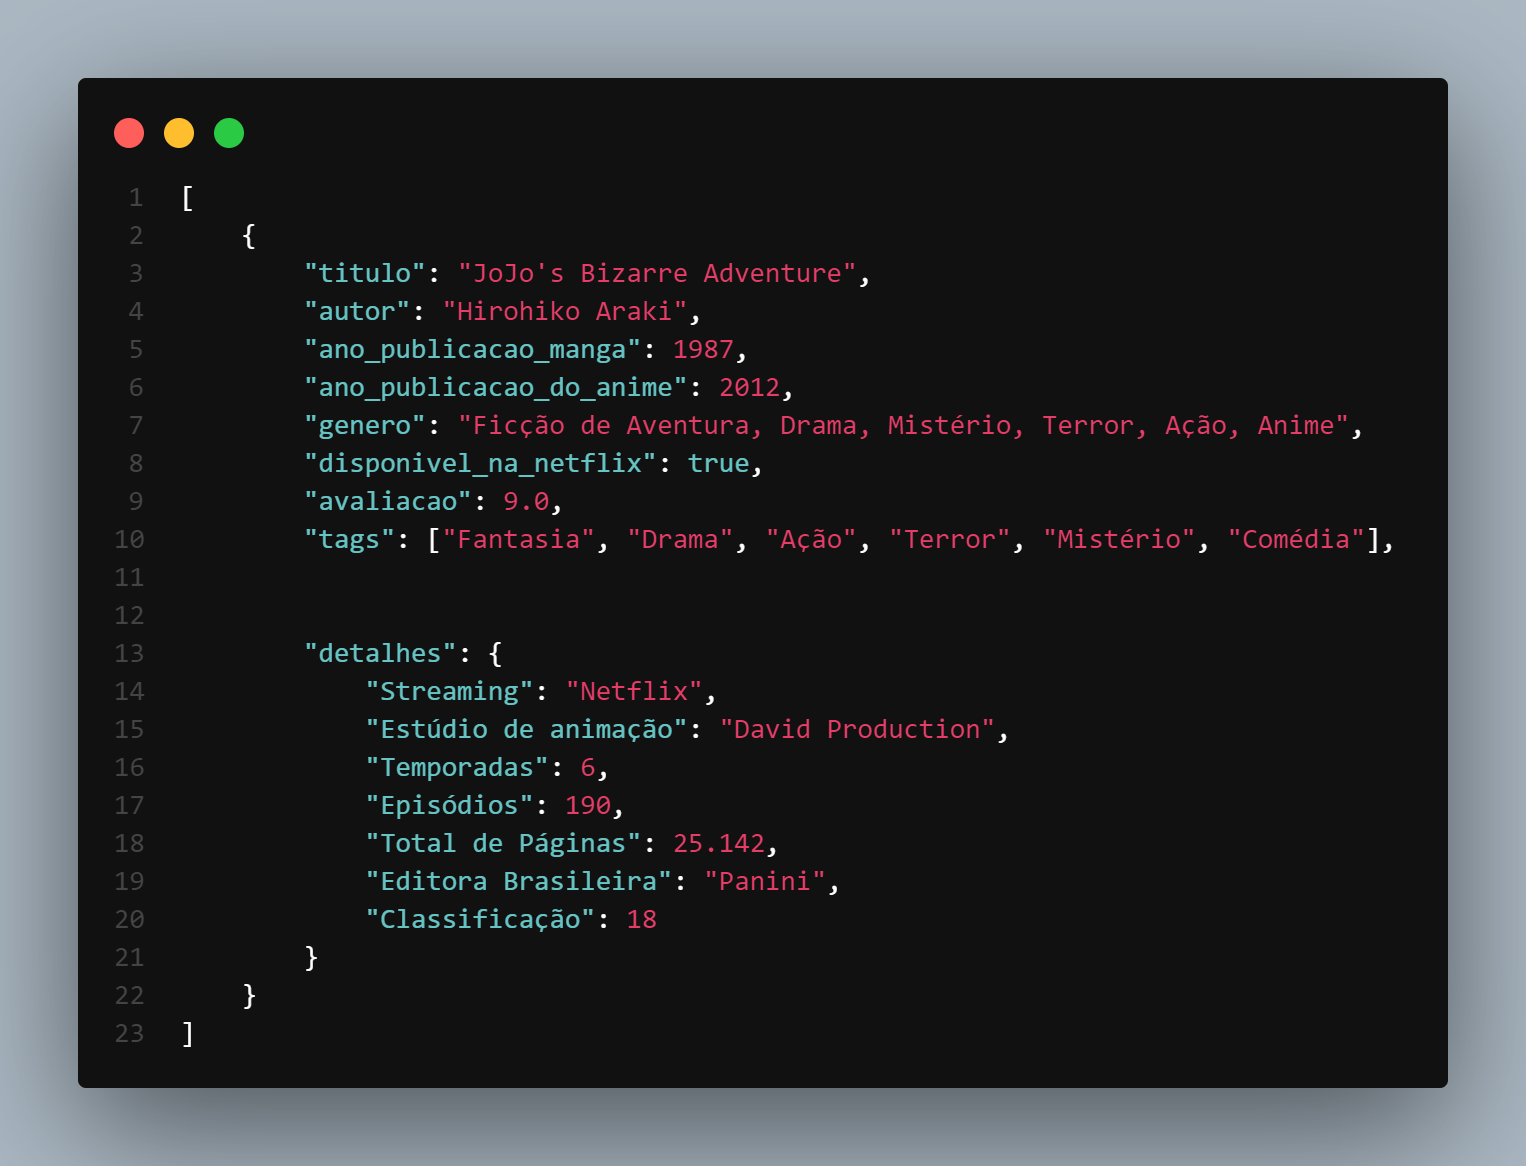 1 [
2 {
3 "titulo": "JoJo's Bizarre Adventure",
4 "autor": "Hirohiko Araki",
5 "ano_publicacao_manga": 1987,
6 "ano_publicacao_do_anime": 2012,
7 "genero": "Ficção de Aventura, Drama, Mistério, Terror, Ação, Anime",
8 "disponivel_na_netflix": true,
9 "avaliacao": 9.0,
10 "tags": ["Fantasia", "Drama", "Ação", "Terror", "Mistério", "Comédia"],
11
12
13 "detalhes": {
14 "Streaming": "Netflix",
15 "Estúdio de animação": "David Production",
16 "Temporadas": 6,
17 "Episódios": 190,
18 "Total de Páginas": 25.142,
19 "Editora Brasileira": "Panini",
20 "Classificação": 18
21 }
22 }
23 ]